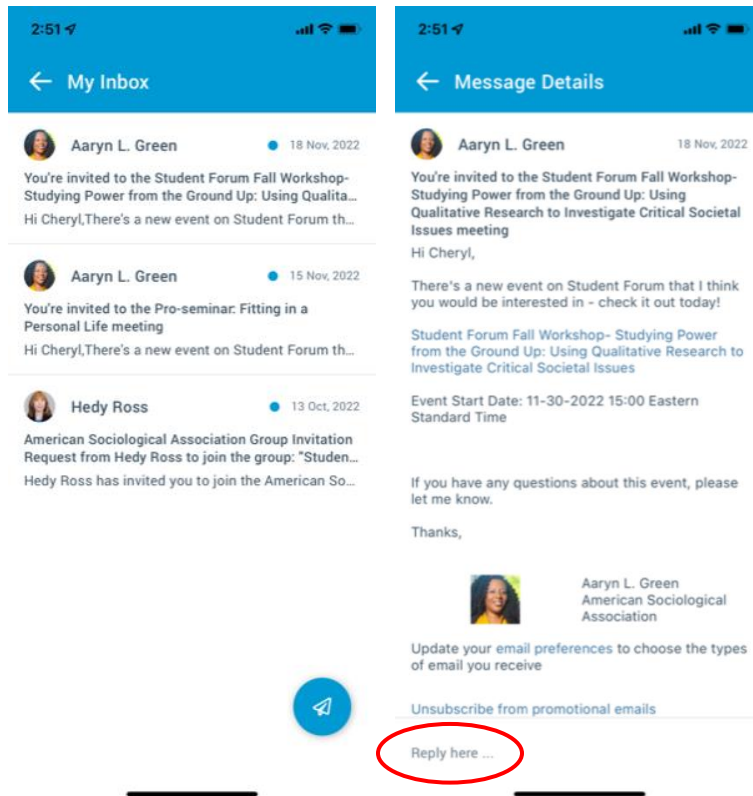 2:51
My Inbox
Aaryn L. Green
18 Nov, 2022
You're invited to the Student Forum Fall Workshop-
Studying Power from the Ground Up: Using Qualita...
Hi Cheryl,There's a new event on Student Forum th...
Aaryn L. Green
15 Nov, 2022
You're invited to the Pro-seminar: Fitting in a
Personal Life meeting
Hi Cheryl,There's a new event on Student Forum th...
Hedy Ross
13 Oct, 2022
American Sociological Association Group Invitation
Request from Hedy Ross to join the group: "Studen...
Hedy Ross has invited you to join the American So...
2:51
Message Details
Aaryn L. Green
18 Nov, 2022
You're invited to the Student Forum Fall Workshop-
Studying Power from the Ground Up: Using
Qualitative Research to Investigate Critical Societal
Issues meeting
Hi Cheryl,
There's a new event on Student Forum that I think
you would be interested in - check it out today!
Student Forum Fall Workshop- Studying Power
from the Ground Up: Using Qualitative Research to
Investigate Critical Societal Issues
Event Start Date: 11-30-2022 15:00 Eastern
Standard Time
If you have any questions about this event, please
let me know.
Thanks,
Aaryn L. Green
American Sociological
Association
Update your email preferences to choose the types
of email you receive
Unsubscribe from promotional emails
Reply here ...